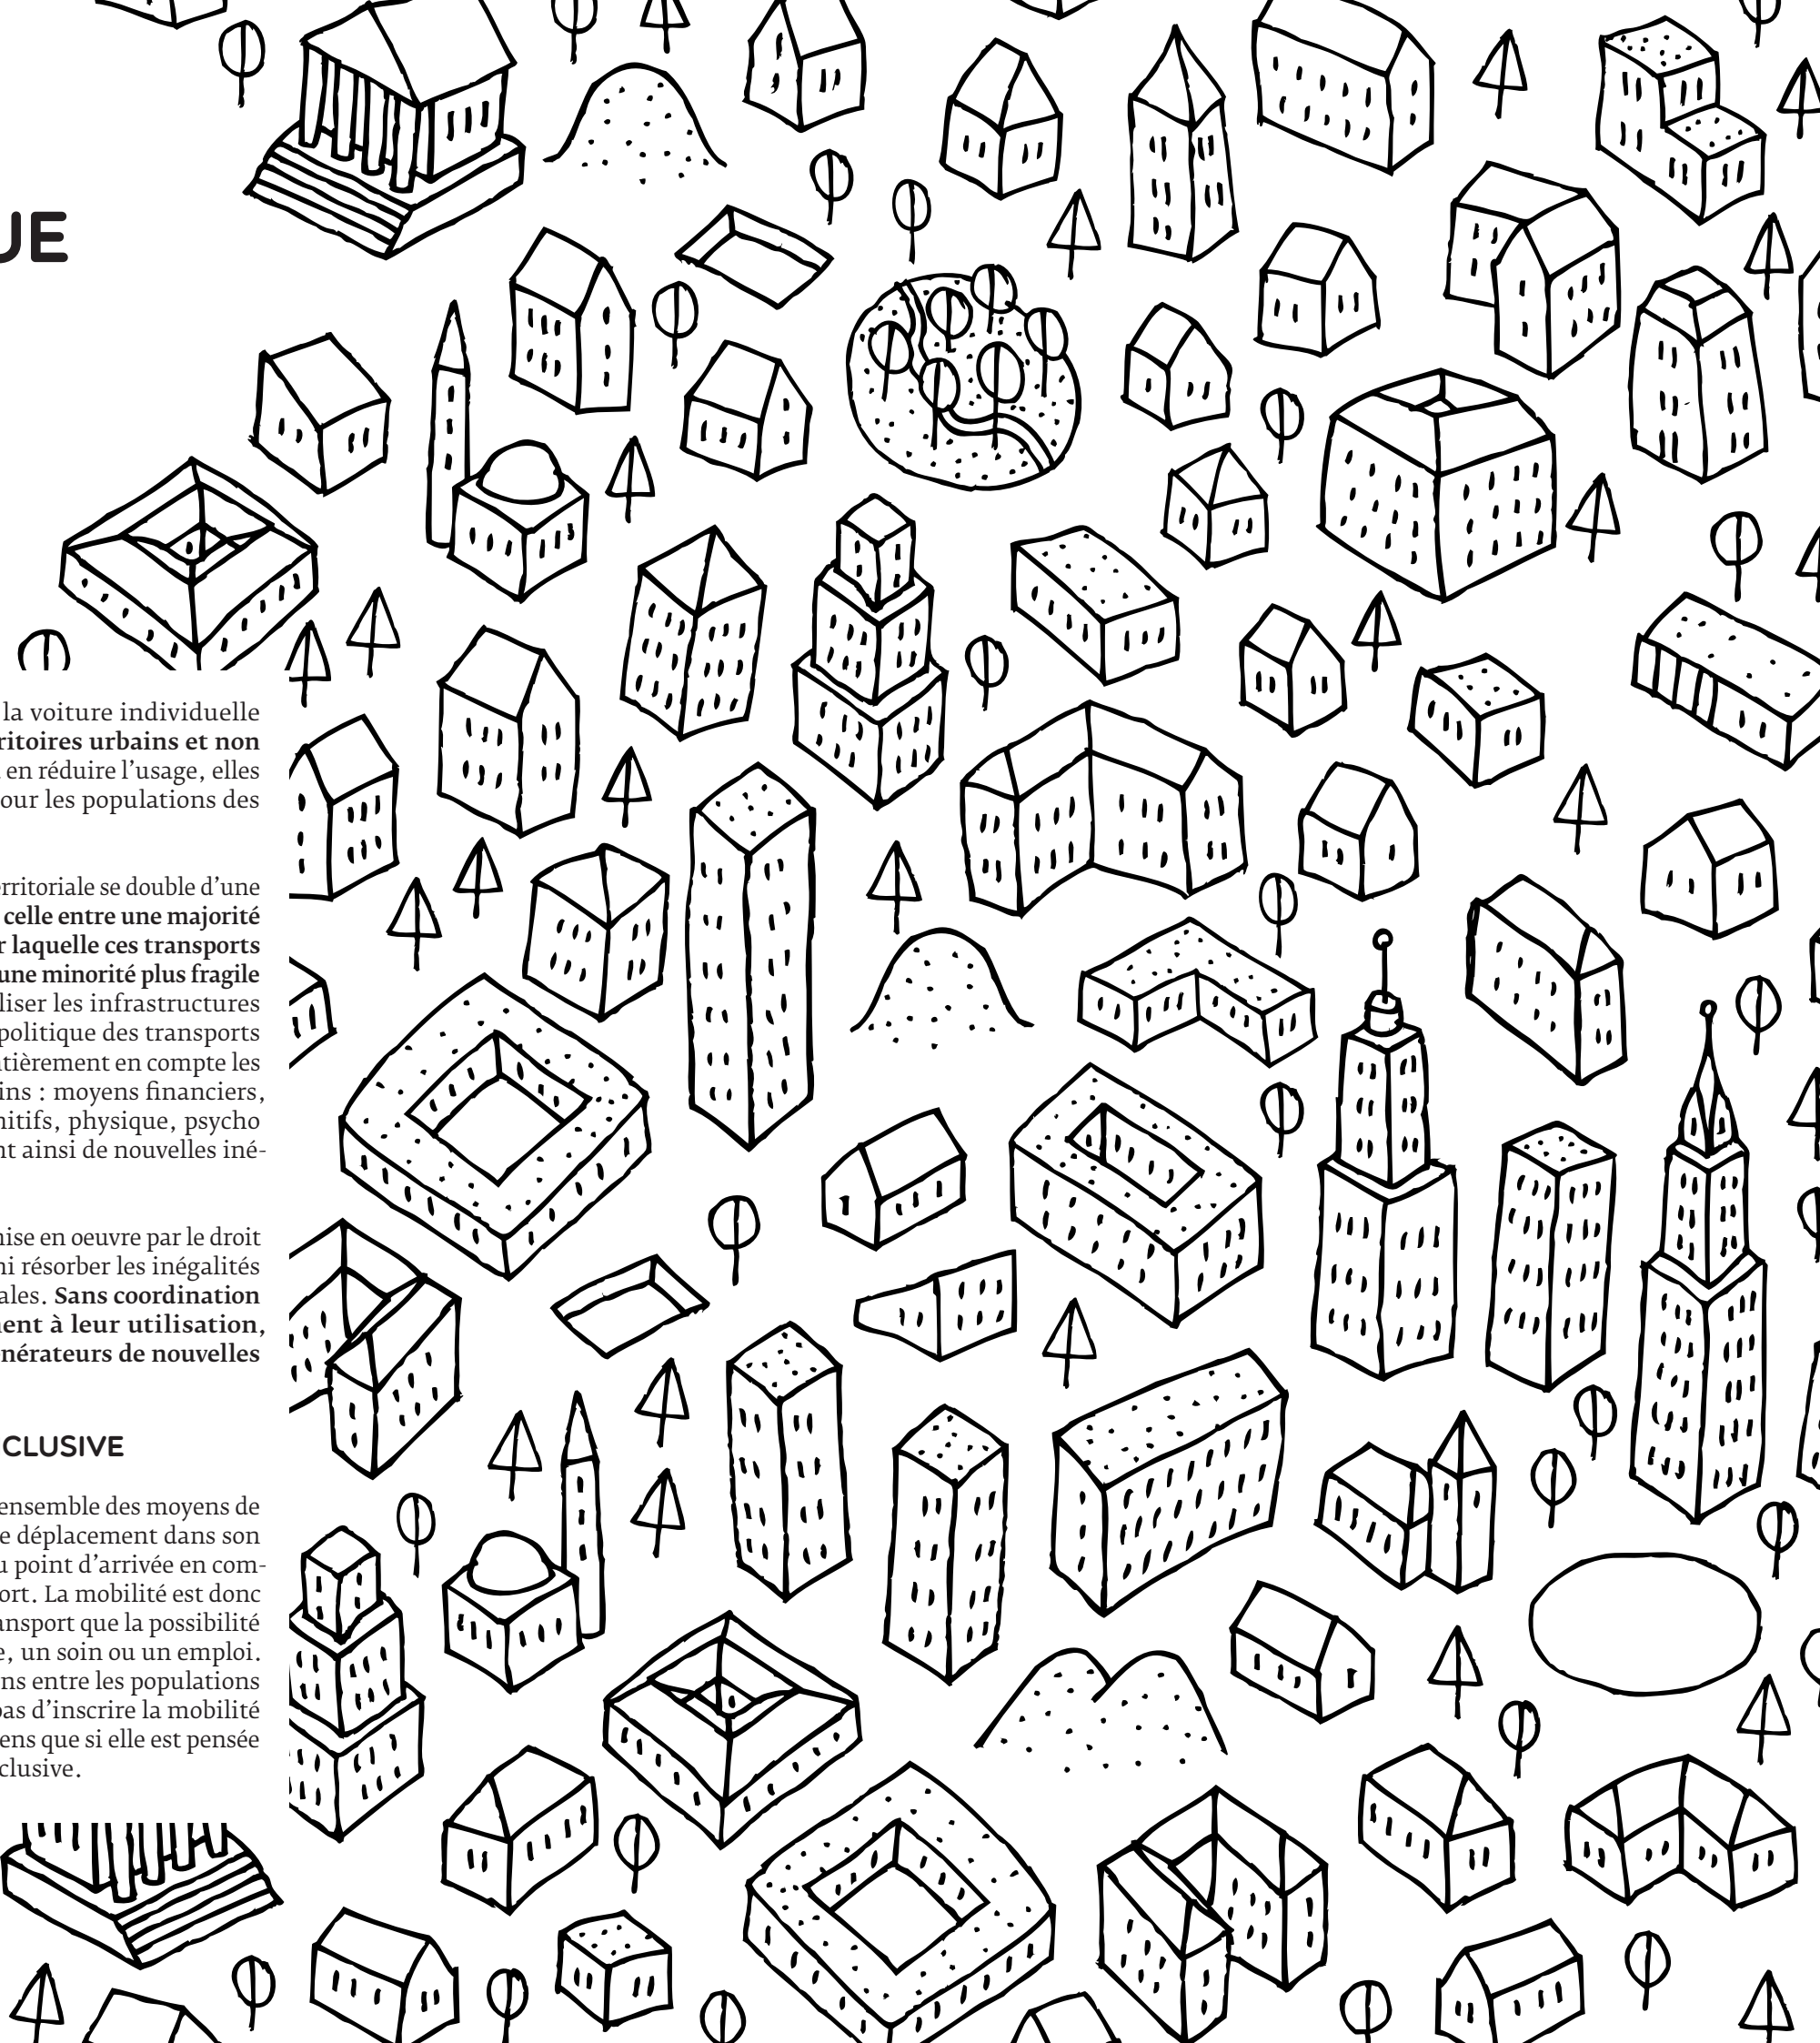 UE
la voiture individuelle
ritoires urbains et non
en réduire l’usage, elles
our les populations des
erritoriale se double d’une
celle entre une majorité
r laquelle ces transports
une minorité plus fragile
liser les infrastructures
politique des transports
ntièrement en compte les
ins : moyens financiers,
nitifs, physique, psycho
nt ainsi de nouvelles iné-
nise en oeuvre par le droit
ni résorber les inégalités
ales. Sans coordination
nent à leur utilisation,
nérateurs de nouvelles
CLUSIVE
ensemble des moyens de
e déplacement dans son
u point d’arrivée en com-
ort. La mobilité est donc
ansport que la possibilité
e, un soin ou un emploi.
ns entre les populations
pas d’inscrire la mobilité
ens que si elle est pensée
clusive.